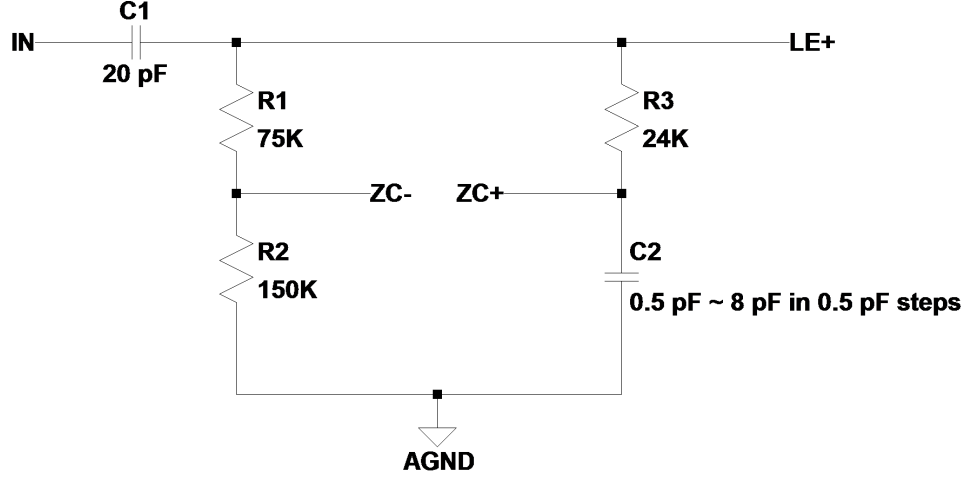 C1
IN
LE+
20 pF
R1
75K
R3
24K
ZC-
ZC+
R2
150K
C2
0.5 pF ~ 8 pF in 0.5 pF steps
AGND